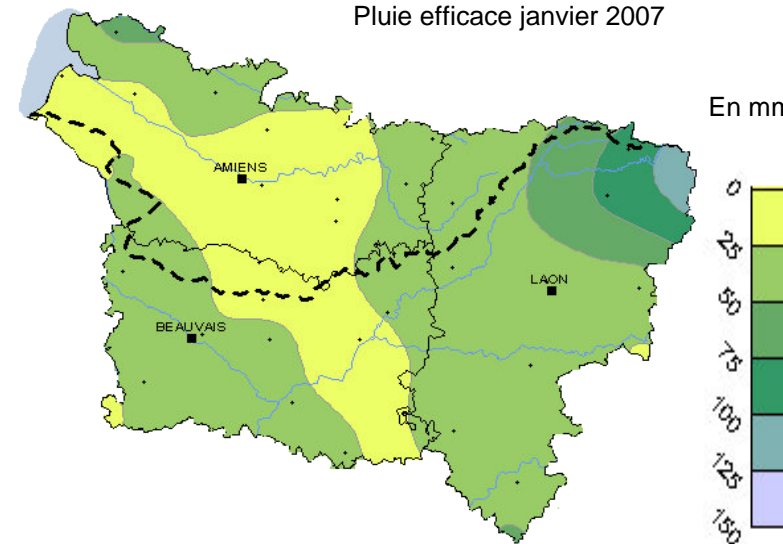 Pluie efficace janvier 2007
En mm
AMIENS
LAON
BEAUVAIS
0
25
50
75
100
125
150